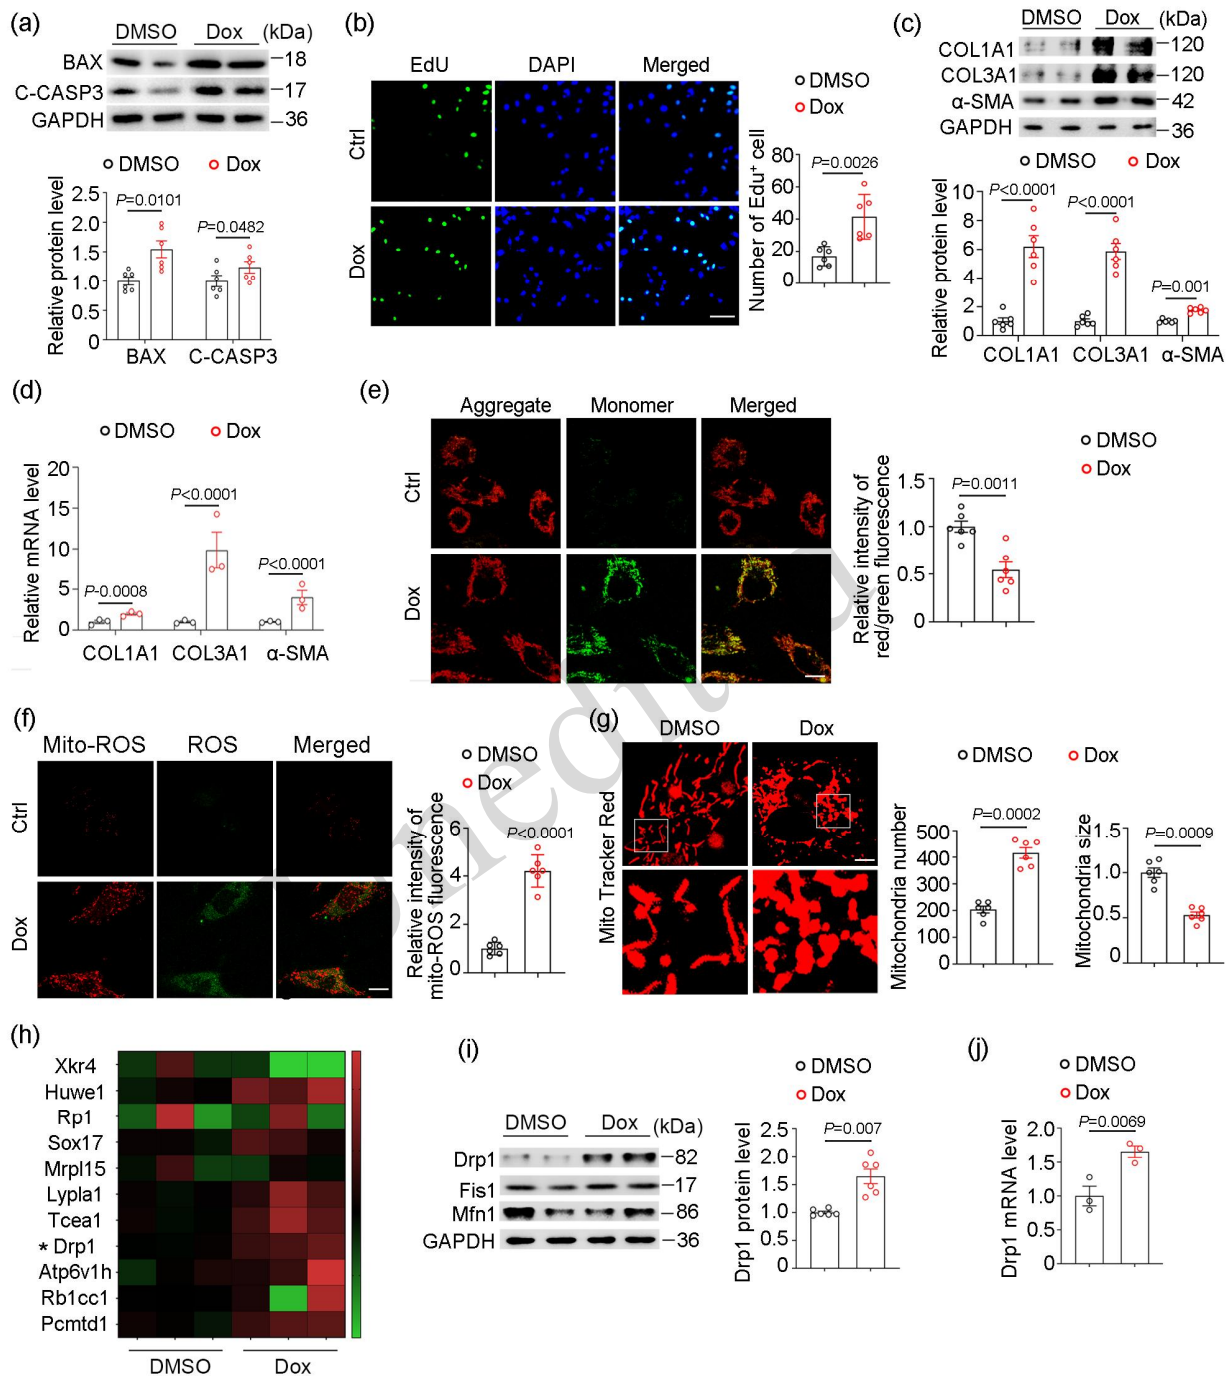 (a)
DMSO Dox (kDa)
BAX 18
C-CASP3 17
GAPDH 36
DMSO Dox
Relative protein level
2.5
2.0
1.5
1.0
0.5
0
P=0.0101
P=0.0482
BAX C-CASP3
(b)
EdU DAPI Merged
Ctrl
Dox
DMSO
Dox
Number of Edu⁺ cell
80
60
40
20
0
P=0.0026
(c)
DMSO Dox (kDa)
COL1A1 120
COL3A1 120
α-SMA 42
GAPDH 36
DMSO Dox
Relative protein level
10
8
6
4
2
0
P<0.0001
P<0.0001
P=0.001
COL1A1 COL3A1 α-SMA
(d)
DMSO Dox
Relative mRNA level
20
15
10
5
0
P-0.0008
P<0.0001
P<0.0001
COL1A1 COL3A1 α-SMA
(e)
Aggregate Monomer Merged
Ctrl
Dox
DMSO
Dox
Relative intensity of
red/green fluorescence
1.5
1.0
0.5
0
P=0.0011
(f)
Mito-ROS ROS Merged
Ctrl
Dox
DMSO
Dox
Relative intensity of
mito-ROS fluorescence
6
4
2
0
P<0.0001
(g)
DMSO Dox
Mito Tracker Red
DMSO Dox
Mitochondria number
500
400
300
200
100
0
P=0.0002
Mitochondria size
1.5
1.0
0.5
0
P=0.0009
(h)
Xkr4
Huwe1
Rp1
Sox17
Mrpl15
Lypla1
Tcea1
* Drp1
Atp6v1h
Rb1cc1
Pcmtd1
DMSO Dox
(i)
DMSO Dox (kDa)
Drp1 82
Fis1 17
Mfn1 86
GAPDH 36
DMSO
Dox
Drp1 protein level
2.5
2.0
1.5
1.0
0.5
0
P=0.007
(j)
DMSO
Dox
Drp1 mRNA level
2.0
1.5
1.0
0.5
0
P=0.0069